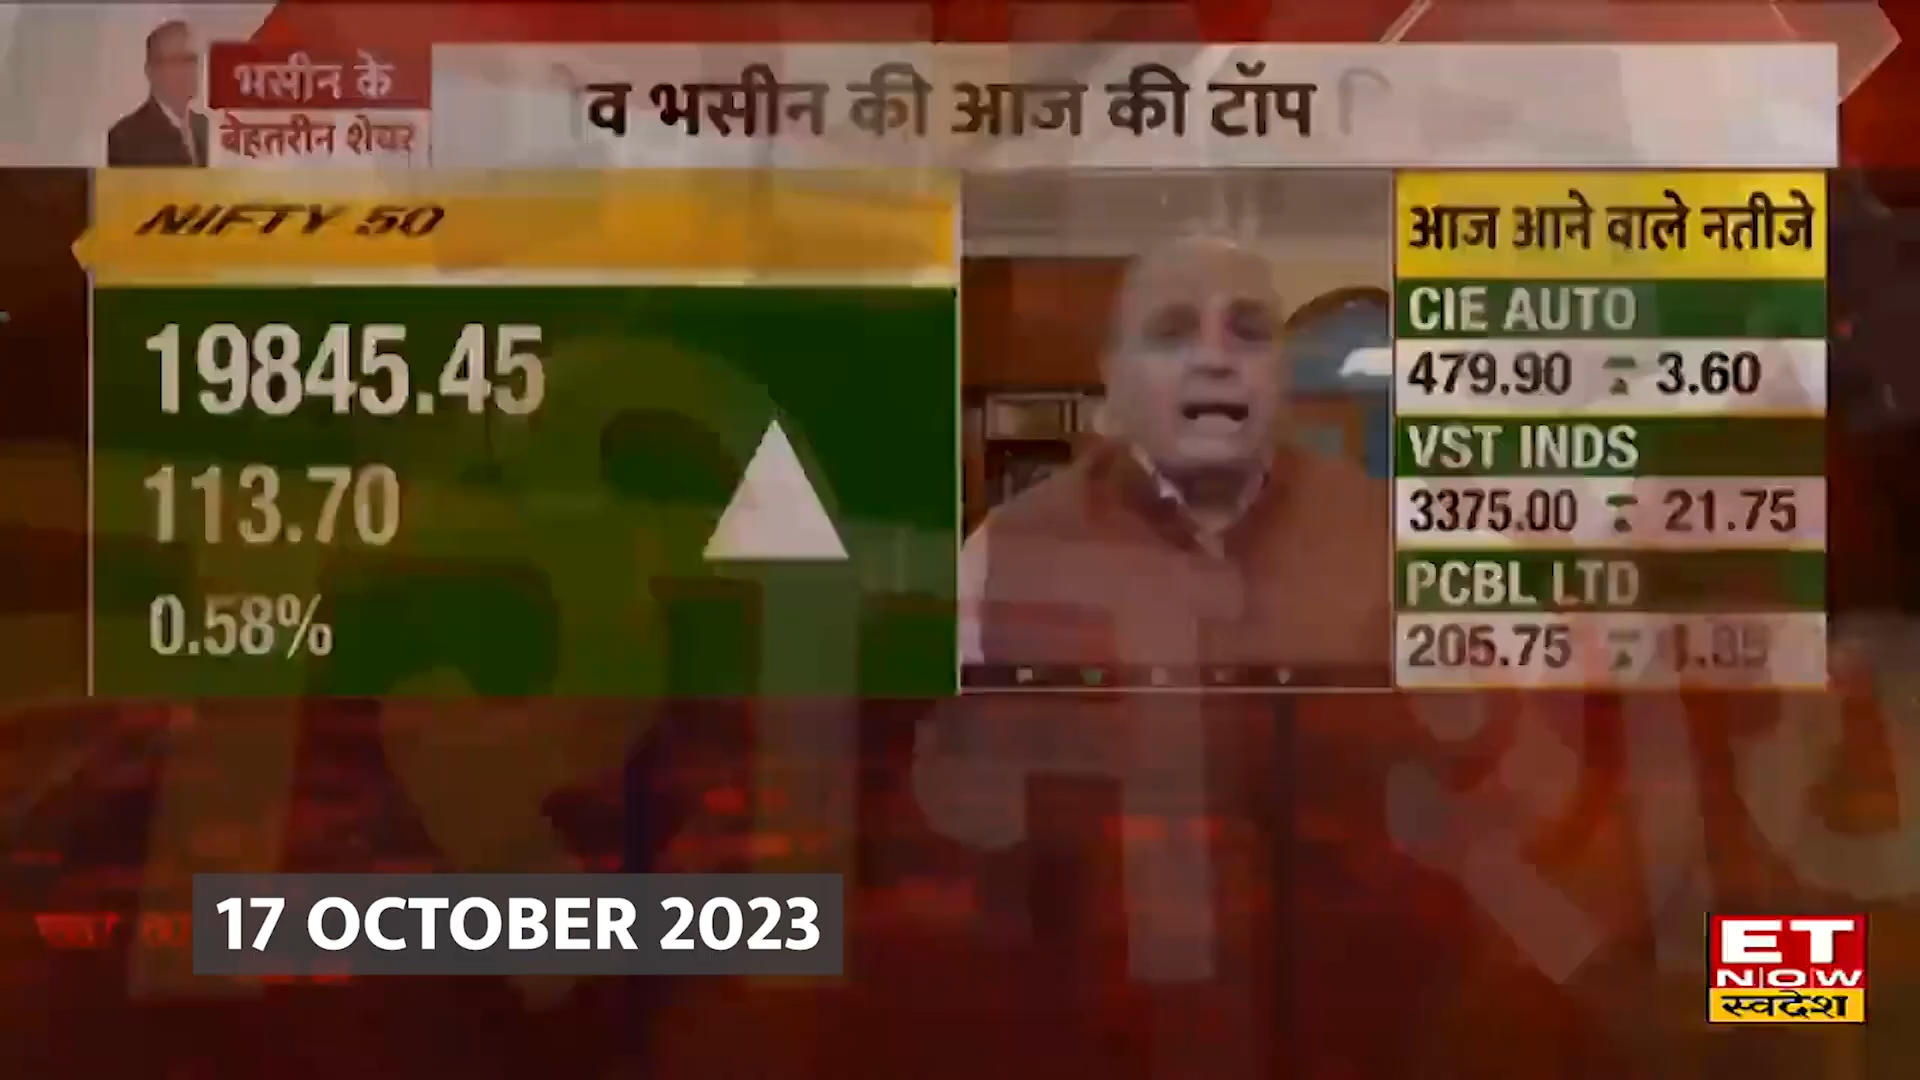 भसीन के
बेहतरीन शेयर
व भसीन की आज की टॉप
NIFTY 50
19845.45
113.70
0.58%
आज आने वाले नतीजे
CIE AUTO
479.90 3.60
VST INDS
3375.00 21.75
PCBL LTD
205.75
17 OCTOBER 2023
ET
NOW
स्वदेश